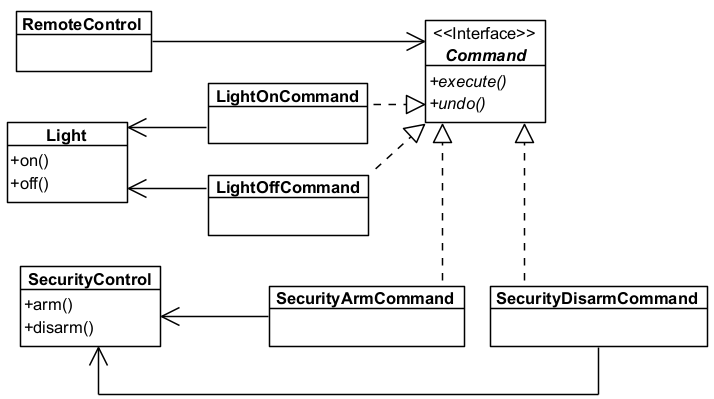 RemoteControl
<<Interface>>
Command
+execute()
+undo()
LightOnCommand
Light
+on()
+off()
LightOffCommand
SecurityControl
+arm()
+disarm()
SecurityArmCommand
SecurityDisarmCommand